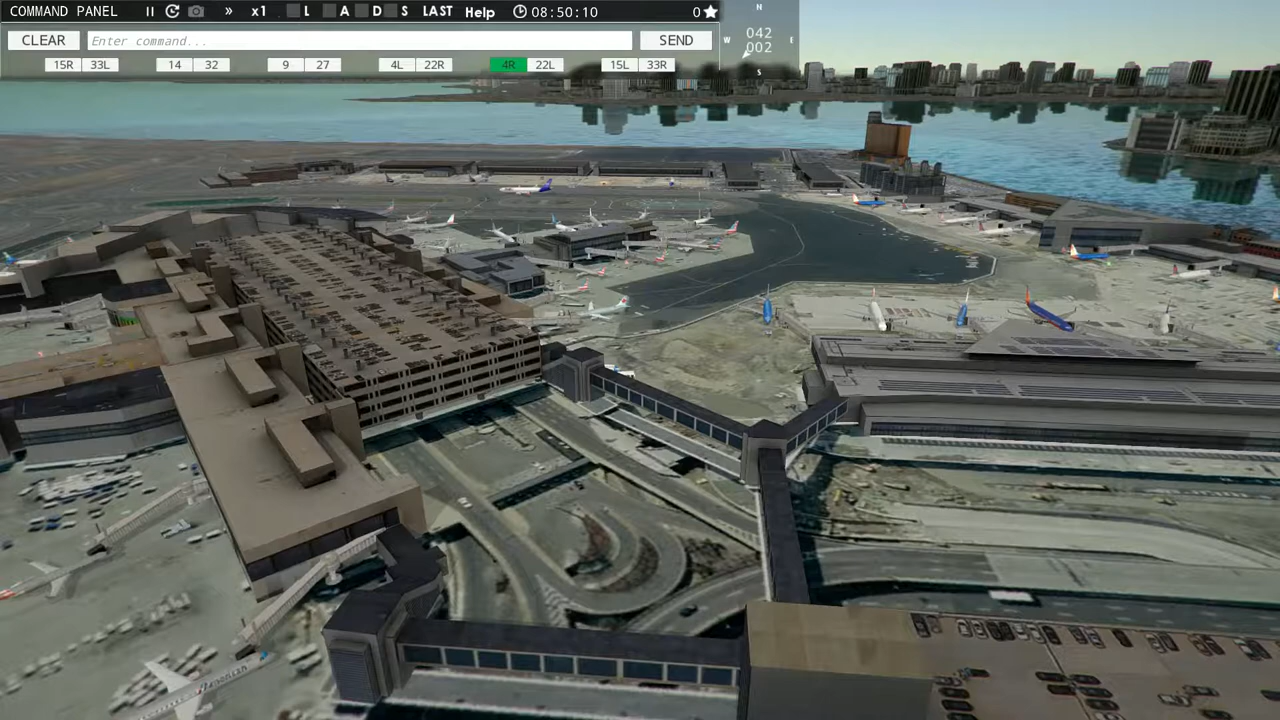 COMMAND PANEL » x1 L A D S LAST Help 08:50:10 0
CLEAR Enter command... SEND
15R 33L 14 32 9 27 4L 22R 4R 22L 15L 33R
N
W 042 E
002
S
American